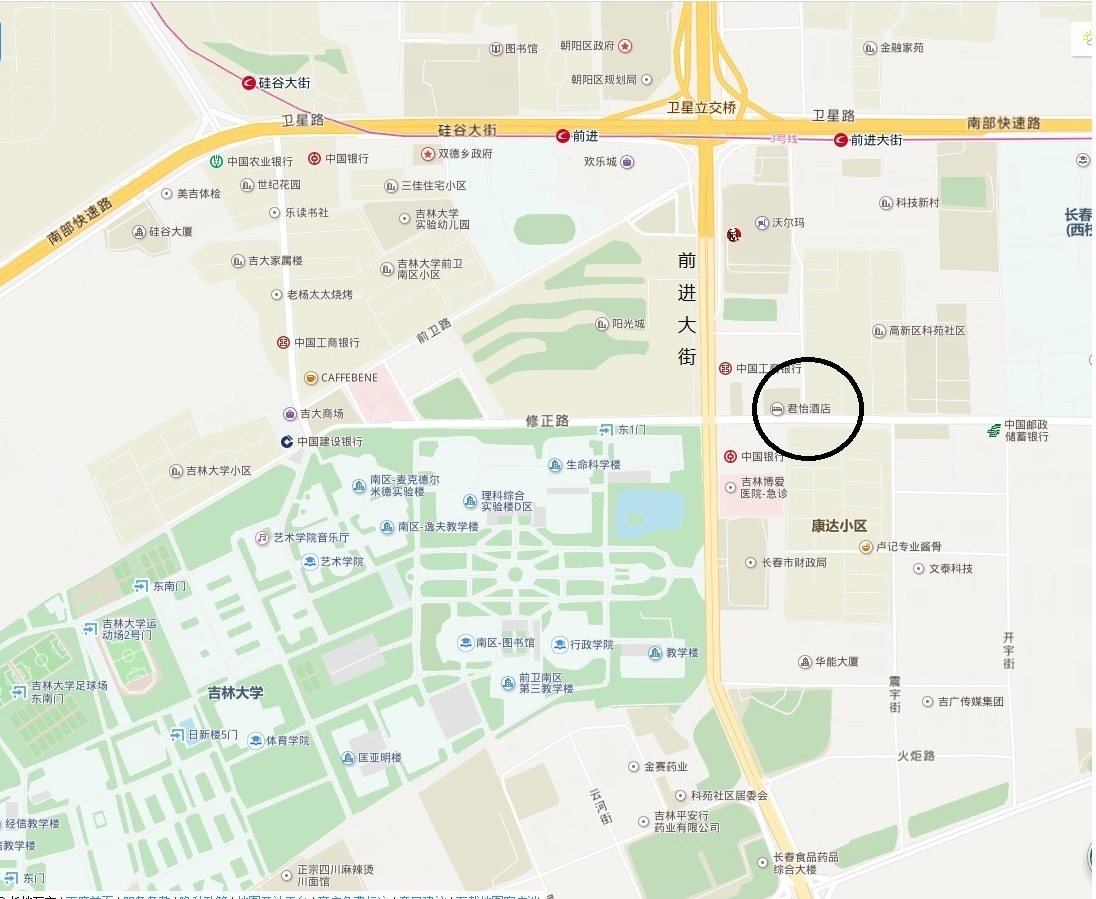 图书馆
朝阳区政府
金融家苑
朝阳区规划局
硅谷大街
卫星立交桥
卫星路
卫星路
硅谷大街
前进
3号线
前进大街
南部快速路
中国农业银行
中国银行
双德乡政府
欢乐城
世纪花园
三佳住宅小区
美吉体检
科技新村
乐读书社
吉林大学
实验幼儿园
沃尔玛
长春
(西校
南部快速路
硅谷大厦
吉大家属楼
吉林大学前卫
南区小区
前
进
大
街
老杨太太烧烤
前卫路
阳光城
高新区科苑社区
中国工商银行
中国工商银行
CAFFEBENE
君怡酒店
吉大商场
修正路
东1门
中国邮政
储蓄银行
中国建设银行
中国银行
吉林大学小区
生命科学楼
南区-麦克德尔
米德实验楼
理科综合
实验楼D区
吉林博爱
医院-急诊
南区-逸夫教学楼
康达小区
艺术学院音乐厅
卢记专业酱骨
艺术学院
长春市财政局
文泰科技
东南门
吉林大学运
动场2号门
开宇街
南区-图书馆
行政学院
教学楼
华能大厦
吉林大学足球场
东南门
吉林大学
前卫南区
第三教学楼
震宇街
吉广传媒集团
日新楼5门
体育学院
匡亚明楼
火炬路
金赛药业
科苑社区居委会
云河街
吉林平安行
药业有限公司
经信教学楼
教学楼
长春食品药品
综合大楼
正宗四川麻辣烫
川面馆
东门